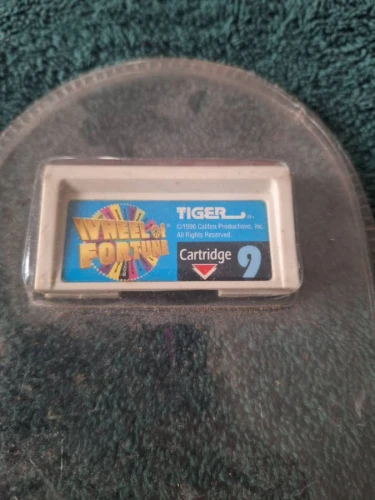 WHEEL OF
FORTUNE
TIGER
©1996 Califon Productions, Inc.
All Rights Reserved.
Cartridge 9